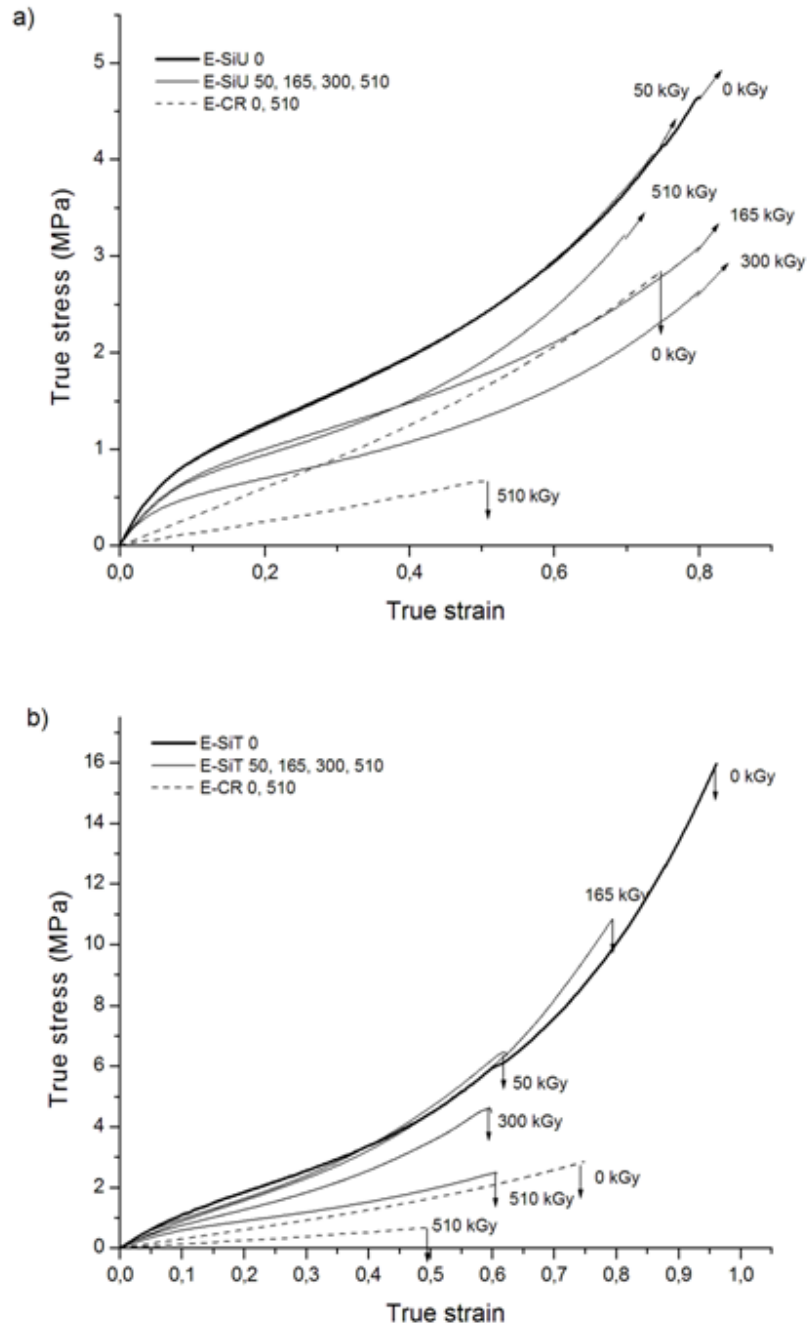 a)
E-SiU 0
E-SiU 50, 165, 300, 510
E-CR 0, 510
50 kGy
0 kGy
510 kGy
165 kGy
300 kGy
0 kGy
510 kGy
True stress (MPa)
5
4
3
2
1
0
0,0 0,2 0,4 0,6 0,8
True strain
b)
E-SiT 0
E-SiT 50, 165, 300, 510
E-CR 0, 510
0 kGy
165 kGy
50 kGy
300 kGy
0 kGy
510 kGy
510 kGy
True stress (MPa)
16
14
12
10
8
6
4
2
0
0,0 0,1 0,2 0,3 0,4 0,5 0,6 0,7 0,8 0,9 1,0
True strain